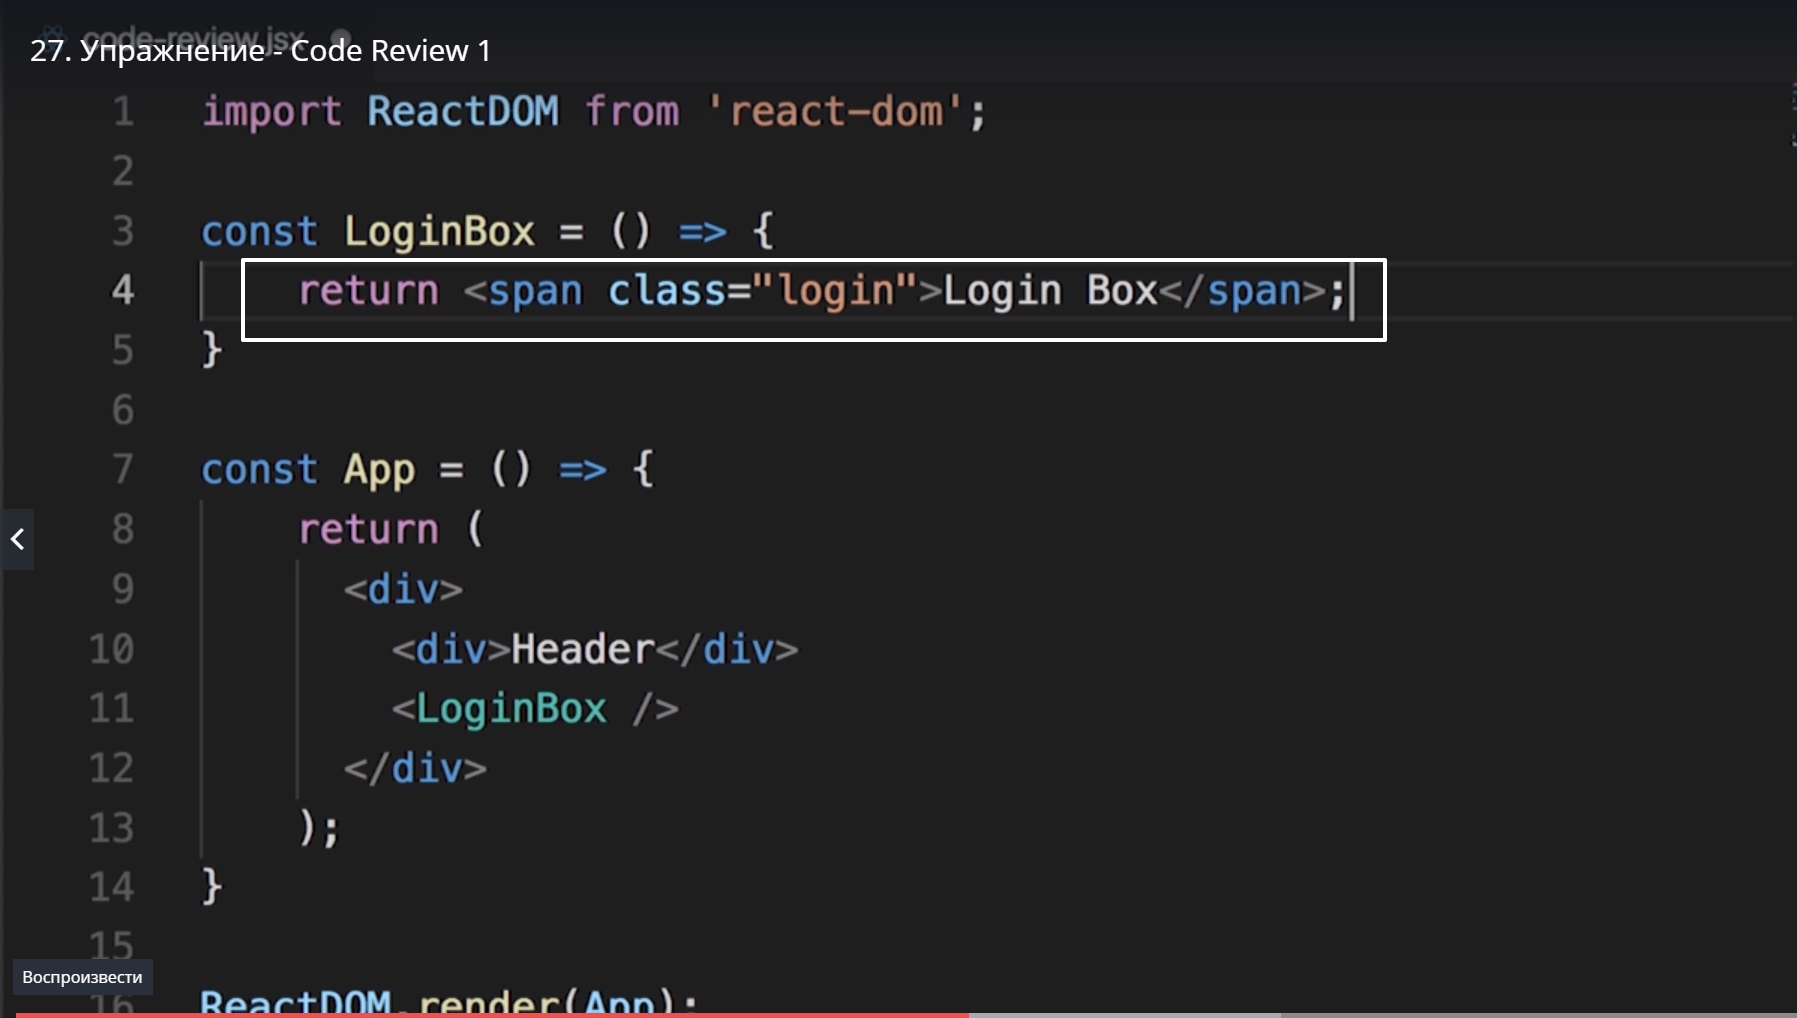 code-review.jsx
27. Упражнение - Code Review 1
1 import ReactDOM from 'react-dom';
2
3 const LoginBox = () => {
4 return <span class="login">Login Box</span>;
5 }
6
7 const App = () => {
8 return (
9 <div>
10 <div>Header</div>
11 <LoginBox />
12 </div>
13 );
14 }
15
Воспроизвести
16 ReactDOM.render(App);